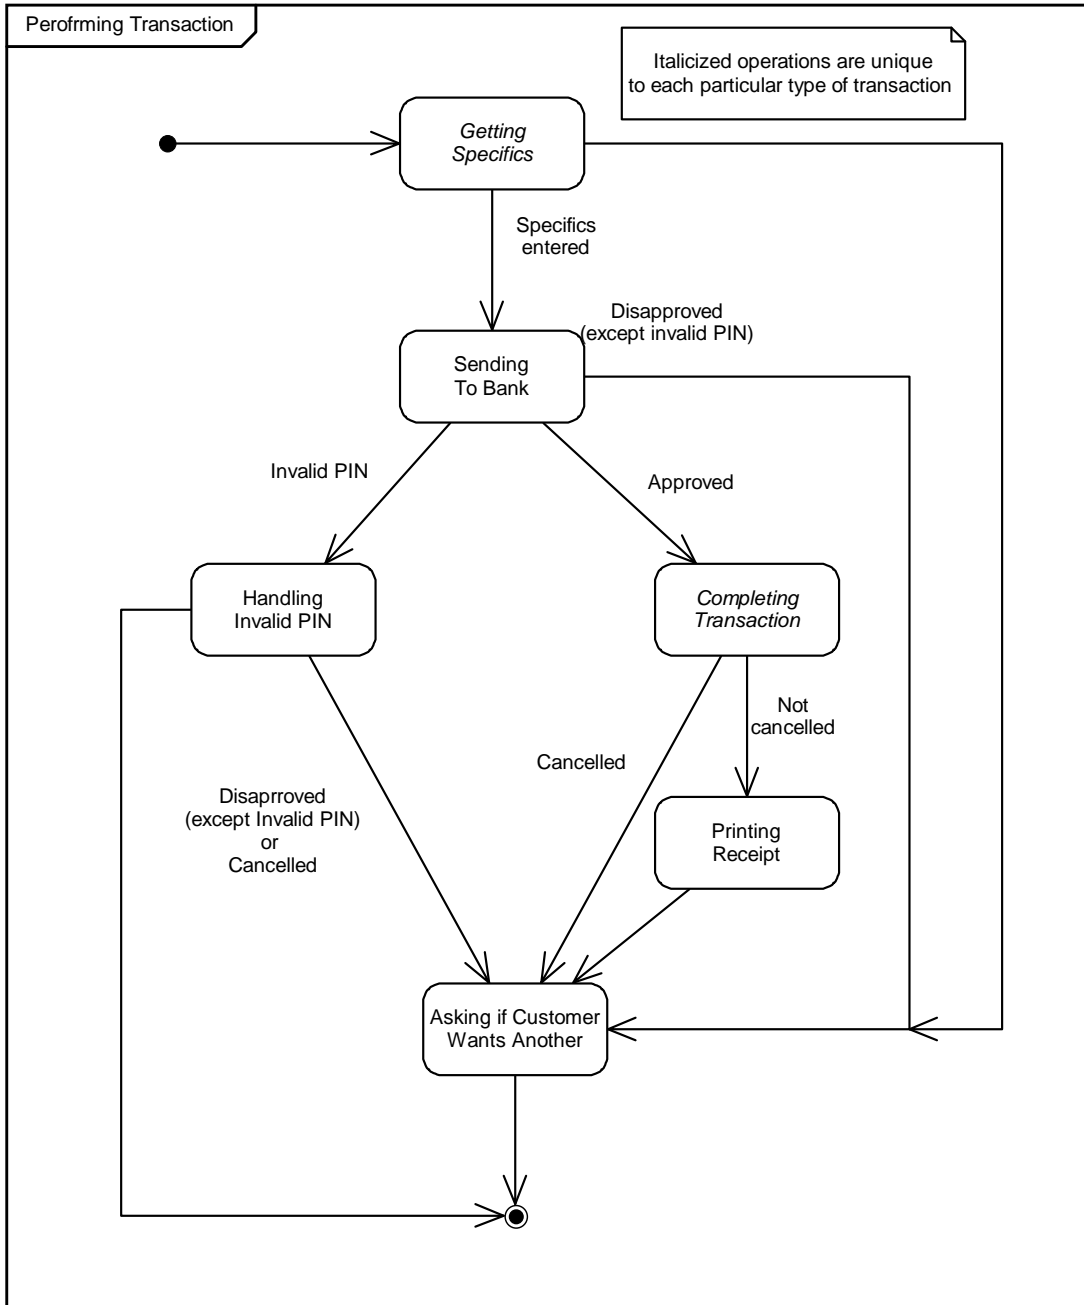 Perofrming Transaction
Italicized operations are unique
to each particular type of transaction
Getting
Specifics
Specifics
entered
Disapproved
(except invalid PIN)
Sending
To Bank
Invalid PIN
Approved
Handling
Invalid PIN
Completing
Transaction
Not
cancelled
Cancelled
Disaprroved
(except Invalid PIN)
or
Cancelled
Printing
Receipt
Asking if Customer
Wants Another